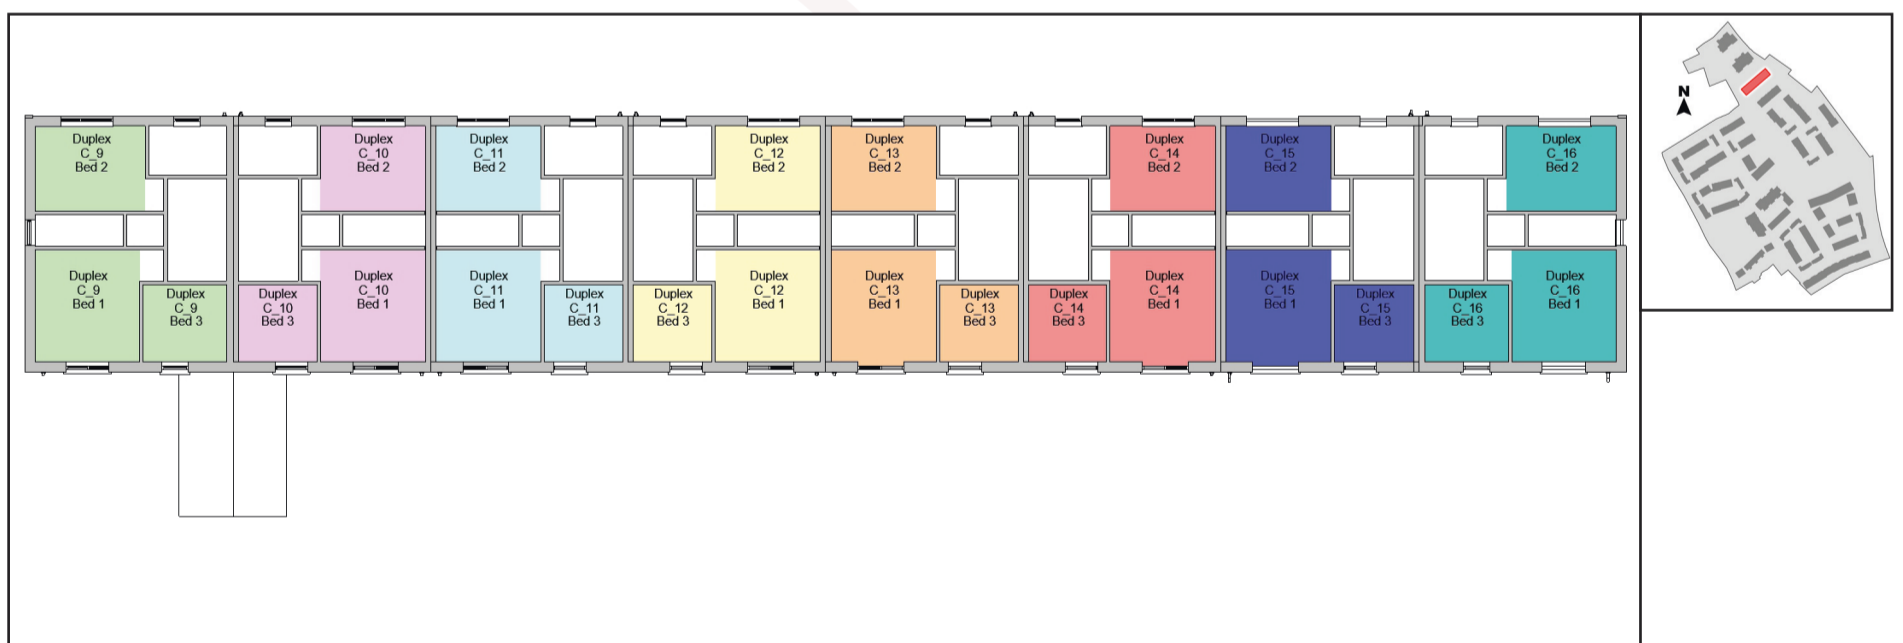 Duplex
C_9
Bed 2
Duplex
C_10
Bed 2
Duplex
C_11
Bed 2
Duplex
C_12
Bed 2
Duplex
C_13
Bed 2
Duplex
C_14
Bed 2
Duplex
C_15
Bed 2
Duplex
C_16
Bed 2
Duplex
C_9
Bed 1
Duplex
C_9
Bed 3
Duplex
C_10
Bed 3
Duplex
C_10
Bed 1
Duplex
C_11
Bed 1
Duplex
C_11
Bed 3
Duplex
C_12
Bed 3
Duplex
C_12
Bed 1
Duplex
C_13
Bed 1
Duplex
C_13
Bed 3
Duplex
C_14
Bed 3
Duplex
C_14
Bed 1
Duplex
C_15
Bed 1
Duplex
C_15
Bed 3
Duplex
C_16
Bed 3
Duplex
C_16
Bed 1
N